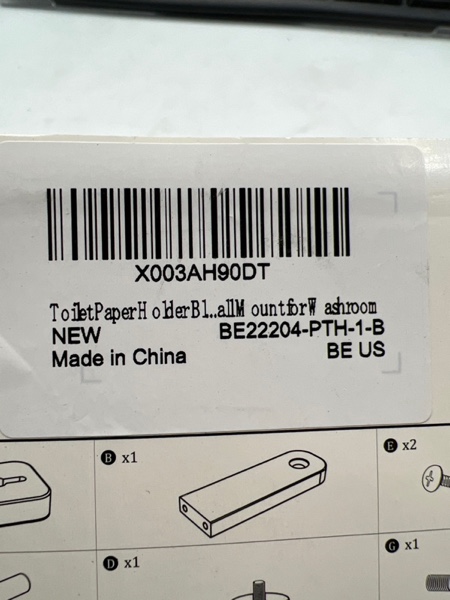 X003AH90DT
ToiletPaperHolderBl...allMountforWashroom
NEW BE22204-PTH-1-B
Made in China BE US
B x1
E x2
D x1
G x1